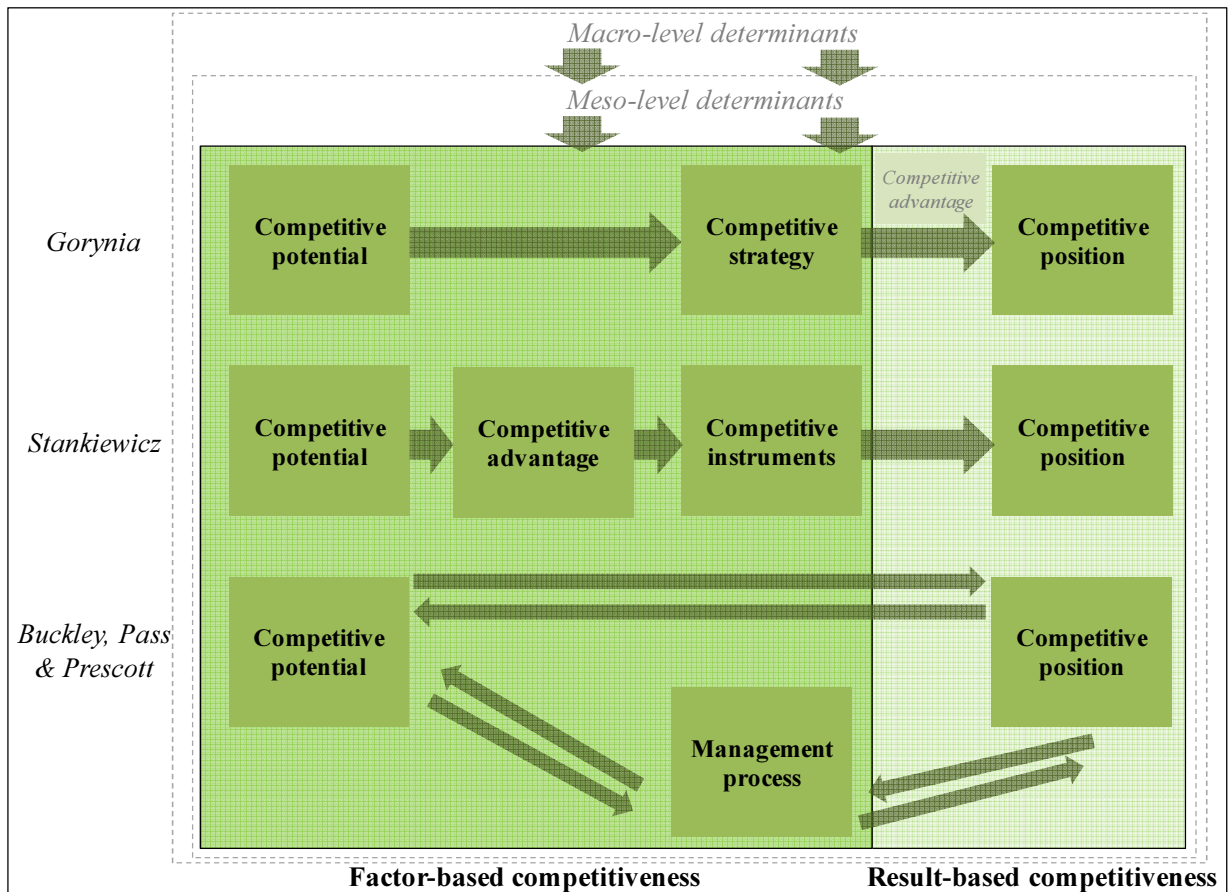 Macro-level determinants
Meso-level determinants
Gorynia
Competitive
potential
Competitive
strategy
Competitive
advantage
Competitive
position
Stankiewicz
Competitive
potential
Competitive
advantage
Competitive
instruments
Competitive
position
Buckley, Pass
& Prescott
Competitive
potential
Management
process
Competitive
position
Factor-based competitiveness
Result-based competitiveness